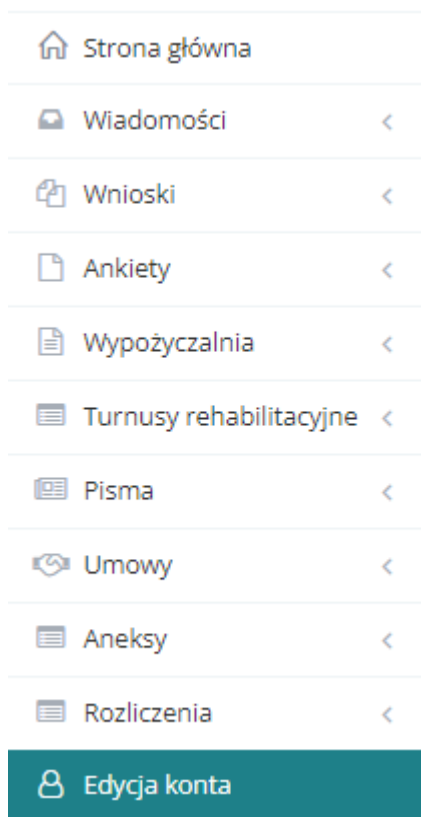 Strona główna
Wiadomości
Wnioski
Ankiety
Wypożyczalnia
Turnusy rehabilitacyjne
Pisma
Umowy
Aneksy
Rozliczenia
Edycja konta